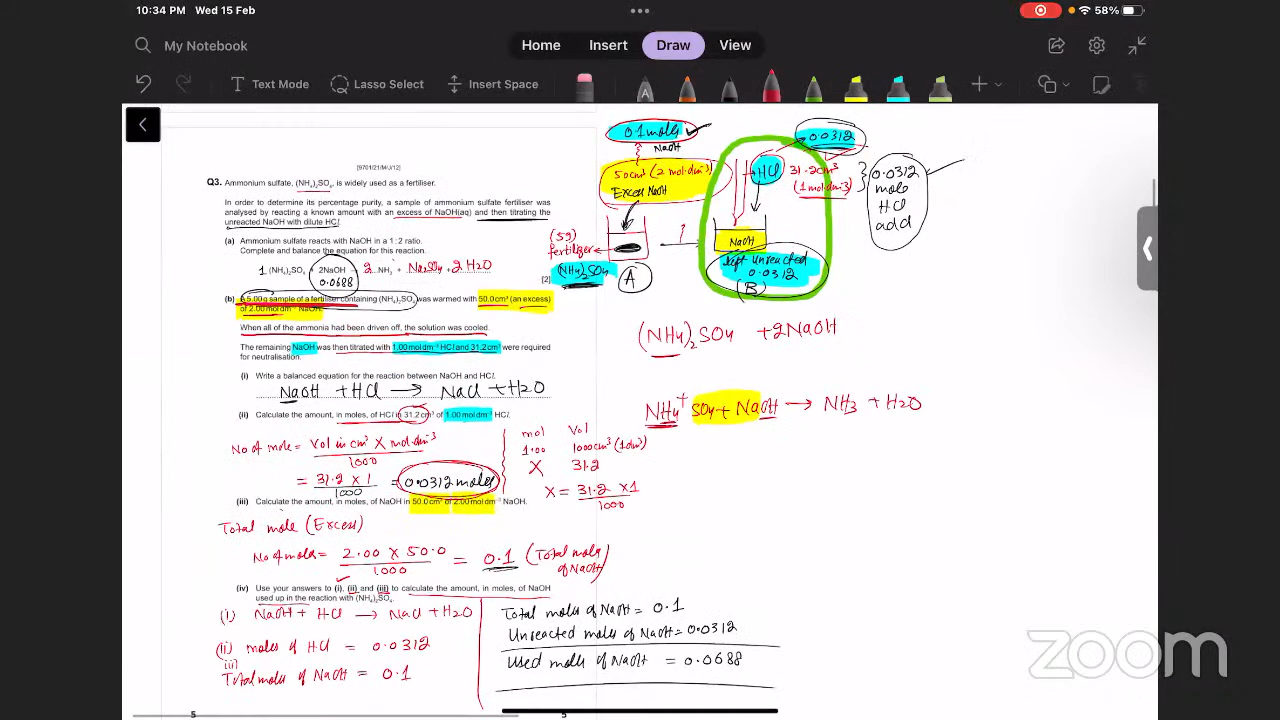 10:34 PM Wed 15 Feb
58%
My Notebook
Home Insert Draw View
Text Mode Lasso Select Insert Space
[9701/21/M/J/12]
Q3. Ammonium sulfate, (NH₄)₂SO₄, is widely used as a fertiliser.
In order to determine its percentage purity, a sample of ammonium sulfate fertiliser was
analysed by reacting a known amount with an excess of NaOH(aq) and then titrating the
unreacted NaOH with dilute HCl.
(a) Ammonium sulfate reacts with NaOH in a 1:2 ratio.
Complete and balance the equation for this reaction.
1 (NH₄)₂SO₄ + 2NaOH → 2 NH₃ + Na₂SO₄ + 2H₂O
0.0688
[2]
(b) A 5.00g sample of a fertiliser containing (NH₄)₂SO₄ was warmed with 50.0cm³ (an excess)
of 2.00 mol dm⁻³ NaOH.
When all of the ammonia had been driven off, the solution was cooled.
The remaining NaOH was then titrated with 1.00 mol dm⁻³ HCl and 31.2cm³ were required
for neutralisation.
(i) Write a balanced equation for the reaction between NaOH and HCl.
NaOH + HCl → NaCl + H2O
(ii) Calculate the amount, in moles, of HCl in 31.2cm³ of 1.00 mol dm⁻³ HCl.
No of mole = Vol in cm³ X mol.dm⁻³
1000
= 31.2 X 1 = 0.0312 moles
1000
mol Vol
1.00 1000cm³ (1dm³)
X 31.2
X = 31.2 X 1
1000
(iii) Calculate the amount, in moles, of NaOH in 50.0cm³ of 2.00 mol dm⁻³ NaOH.
Total mole (Excess)
No of moles = 2.00 X 50.0 = 0.1 (Total moles
1000 of NaOH)
(iv) Use your answers to (i), (ii) and (iii) to calculate the amount, in moles, of NaOH
used up in the reaction with (NH₄)₂SO₄.
(i) NaOH + HCl → NaCl + H2O
(ii) moles of HCl = 0.0312
(iii)
Total moles of NaOH = 0.1
Total moles of NaOH = 0.1
Unreacted moles of NaOH = 0.0312
Used moles of NaOH = 0.0688
5 5
0.1 moles
NaOH
50cm³ (2 mol.dm³)
Excess NaOH
(5g)
fertilizer
(NH4)2SO4
A
?
HCl
31.2cm³
(1mol.dm⁻³)
0.0312
0.0312
mole
HCl
add
NaOH
left unreacted
0.0312
(B)
(NH4)2SO4 + 2NaOH
NH4⁺ SO4 + NaOH → NH3 + H2O
zoom